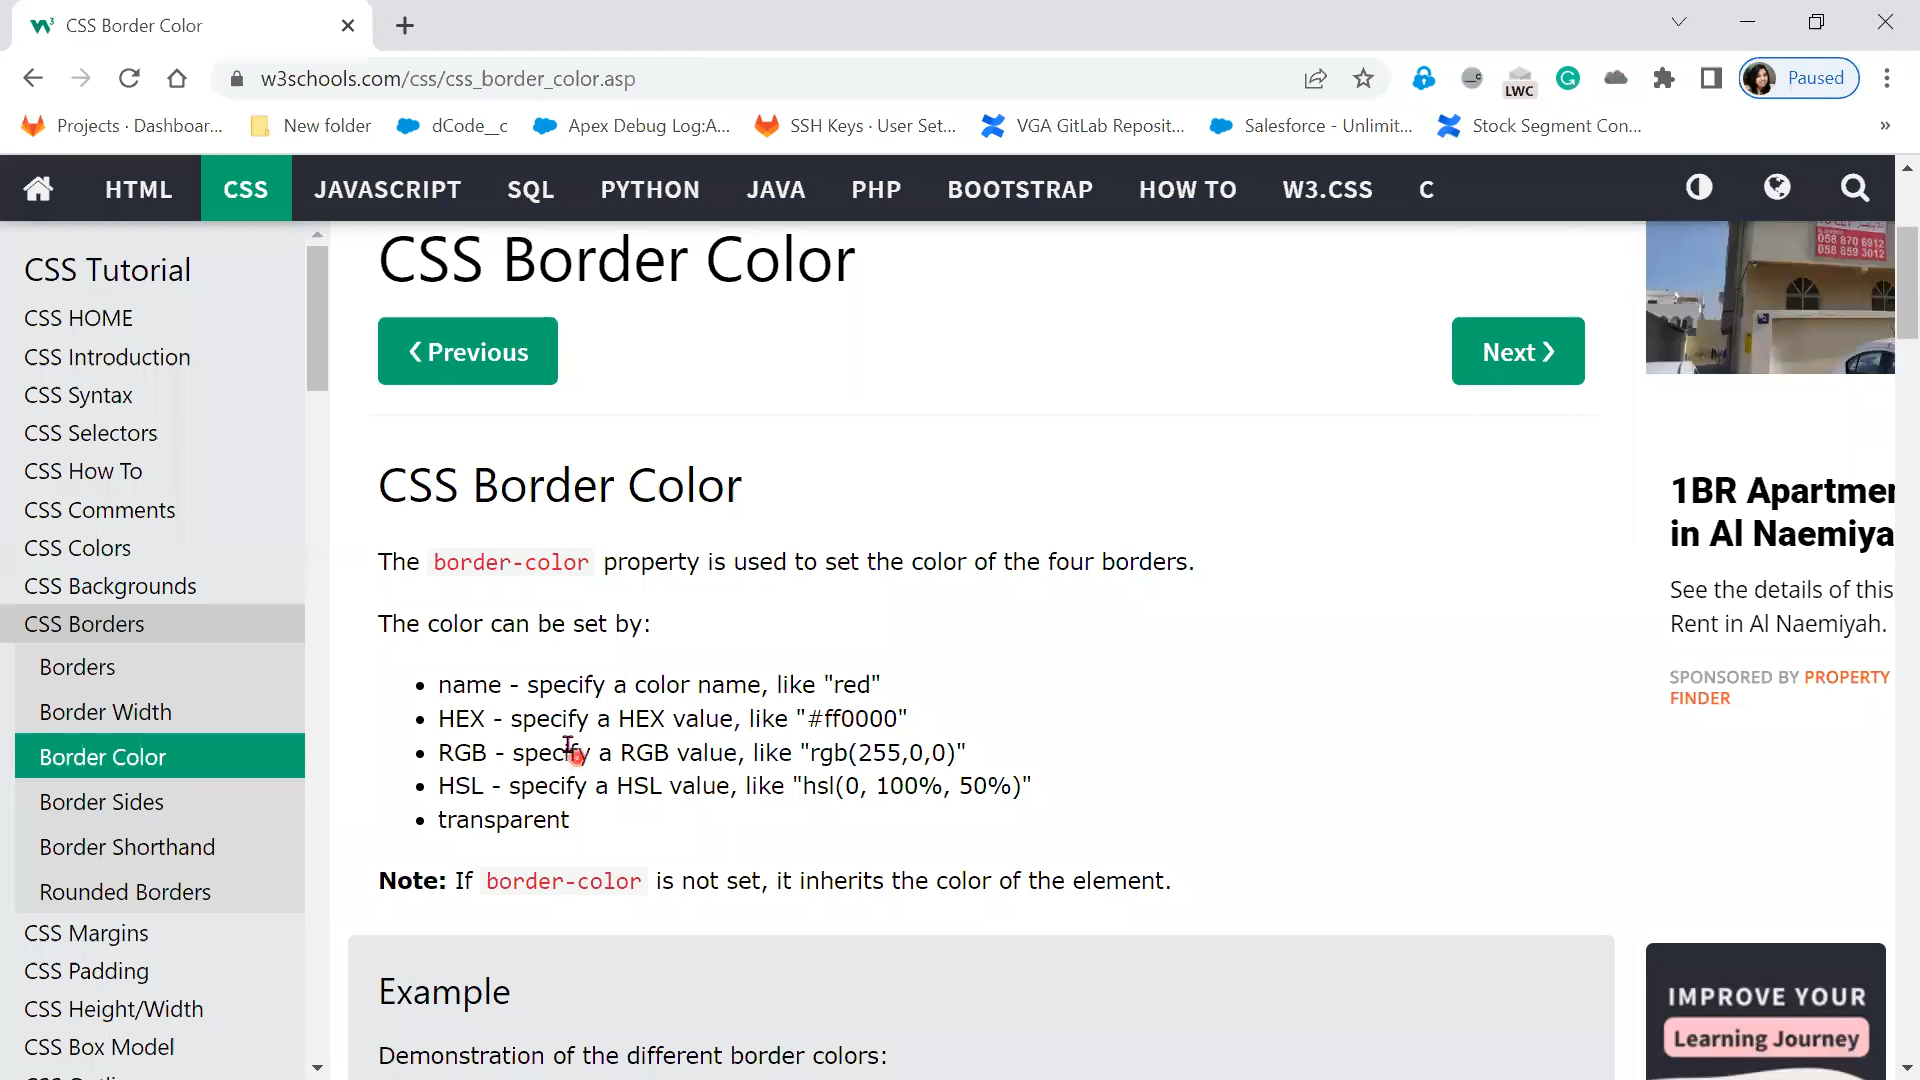 CSS Border Color
w3schools.com/css/css_border_color.asp
LWC
Paused
Projects · Dashboar...
New folder
dCode__c
Apex Debug Log:A...
SSH Keys · User Set...
VGA GitLab Reposit...
Salesforce - Unlimit...
Stock Segment Con...
»
HTML
CSS
JAVASCRIPT
SQL
PYTHON
JAVA
PHP
BOOTSTRAP
HOW TO
W3.CSS
C
CSS Tutorial
CSS HOME
CSS Introduction
CSS Syntax
CSS Selectors
CSS How To
CSS Comments
CSS Colors
CSS Backgrounds
CSS Borders
Borders
Border Width
Border Color
Border Sides
Border Shorthand
Rounded Borders
CSS Margins
CSS Padding
CSS Height/Width
CSS Box Model
CSS Border Color
❮ Previous
Next ❯
CSS Border Color
The border-color property is used to set the color of the four borders.
The color can be set by:
• name - specify a color name, like "red"
• HEX - specify a HEX value, like "#ff0000"
• RGB - specify a RGB value, like "rgb(255,0,0)"
• HSL - specify a HSL value, like "hsl(0, 100%, 50%)"
• transparent
Note: If border-color is not set, it inherits the color of the element.
Example
Demonstration of the different border colors:
058 870 6912
058 859 3012
1BR Apartmen
in Al Naemiya
See the details of this
Rent in Al Naemiyah.
SPONSORED BY PROPERTY
FINDER
IMPROVE YOUR
Learning Journey